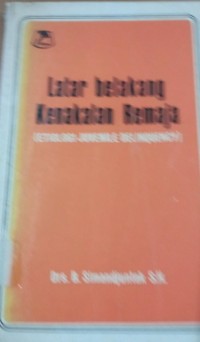 Latar belakang
Kenakalan Remaja
(ETIOLOGI JUVENILE DELINQUENCY)
Drs. B. Simandjuntak, S.H.